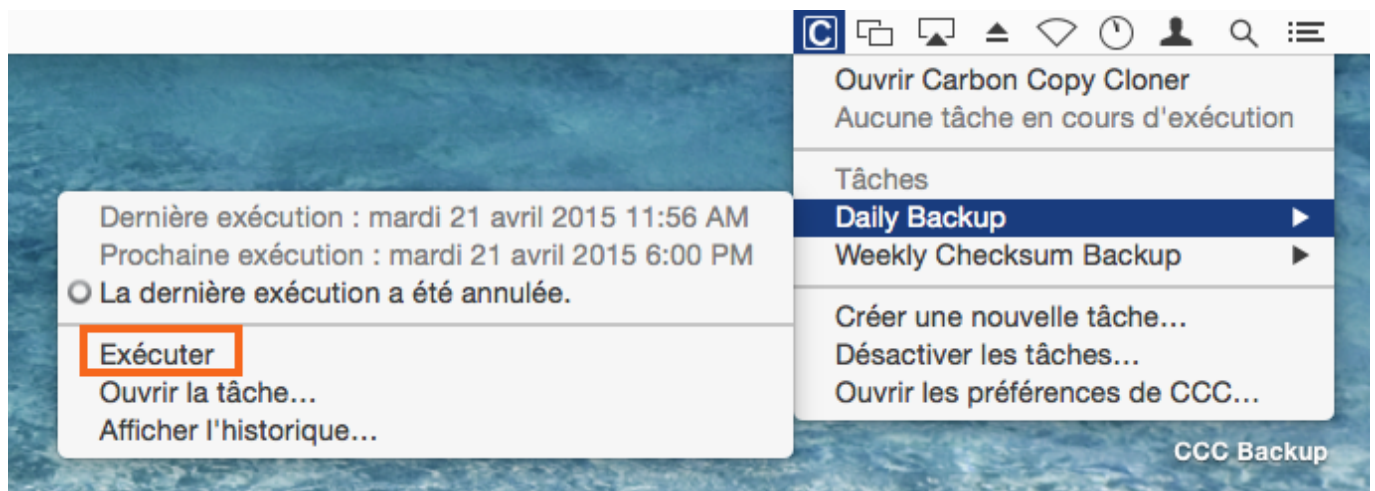 C
Ouvrir Carbon Copy Cloner
Aucune tâche en cours d'exécution
Tâches
Daily Backup
Weekly Checksum Backup
Créer une nouvelle tâche...
Désactiver les tâches...
Ouvrir les préférences de CCC...
Dernière exécution : mardi 21 avril 2015 11:56 AM
Prochaine exécution : mardi 21 avril 2015 6:00 PM
La dernière exécution a été annulée.
Exécuter
Ouvrir la tâche...
Afficher l'historique...
CCC Backup